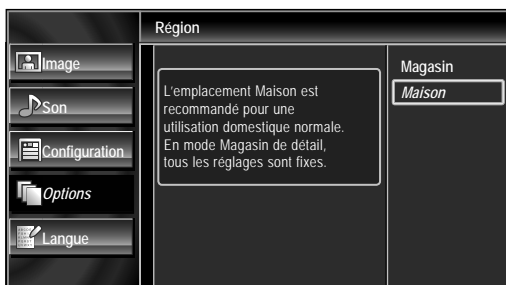 Région
Image
Son
Configuration
Options
Langue
L'emplacement Maison est
recommandé pour une
utilisation domestique normale.
En mode Magasin de détail,
tous les réglages sont fixes.
Magasin
Maison